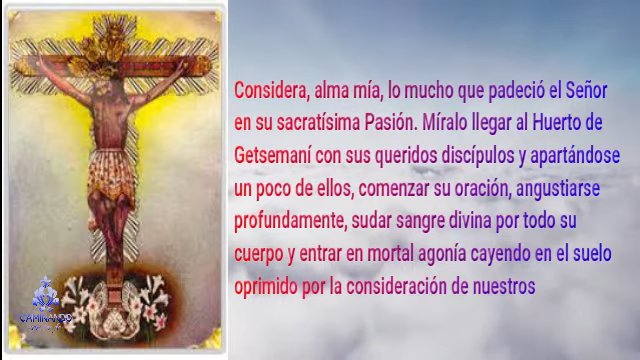 Considera, alma mía, lo mucho que padeció el Señor
en su sacratísima Pasión. Míralo llegar al Huerto de
Getsemaní con sus queridos discípulos y apartándose
un poco de ellos, comenzar su oración, angustiarse
profundamente, sudar sangre divina por todo su
cuerpo y entrar en mortal agonía cayendo en el suelo
oprimido por la consideración de nuestros
CAMINANDO